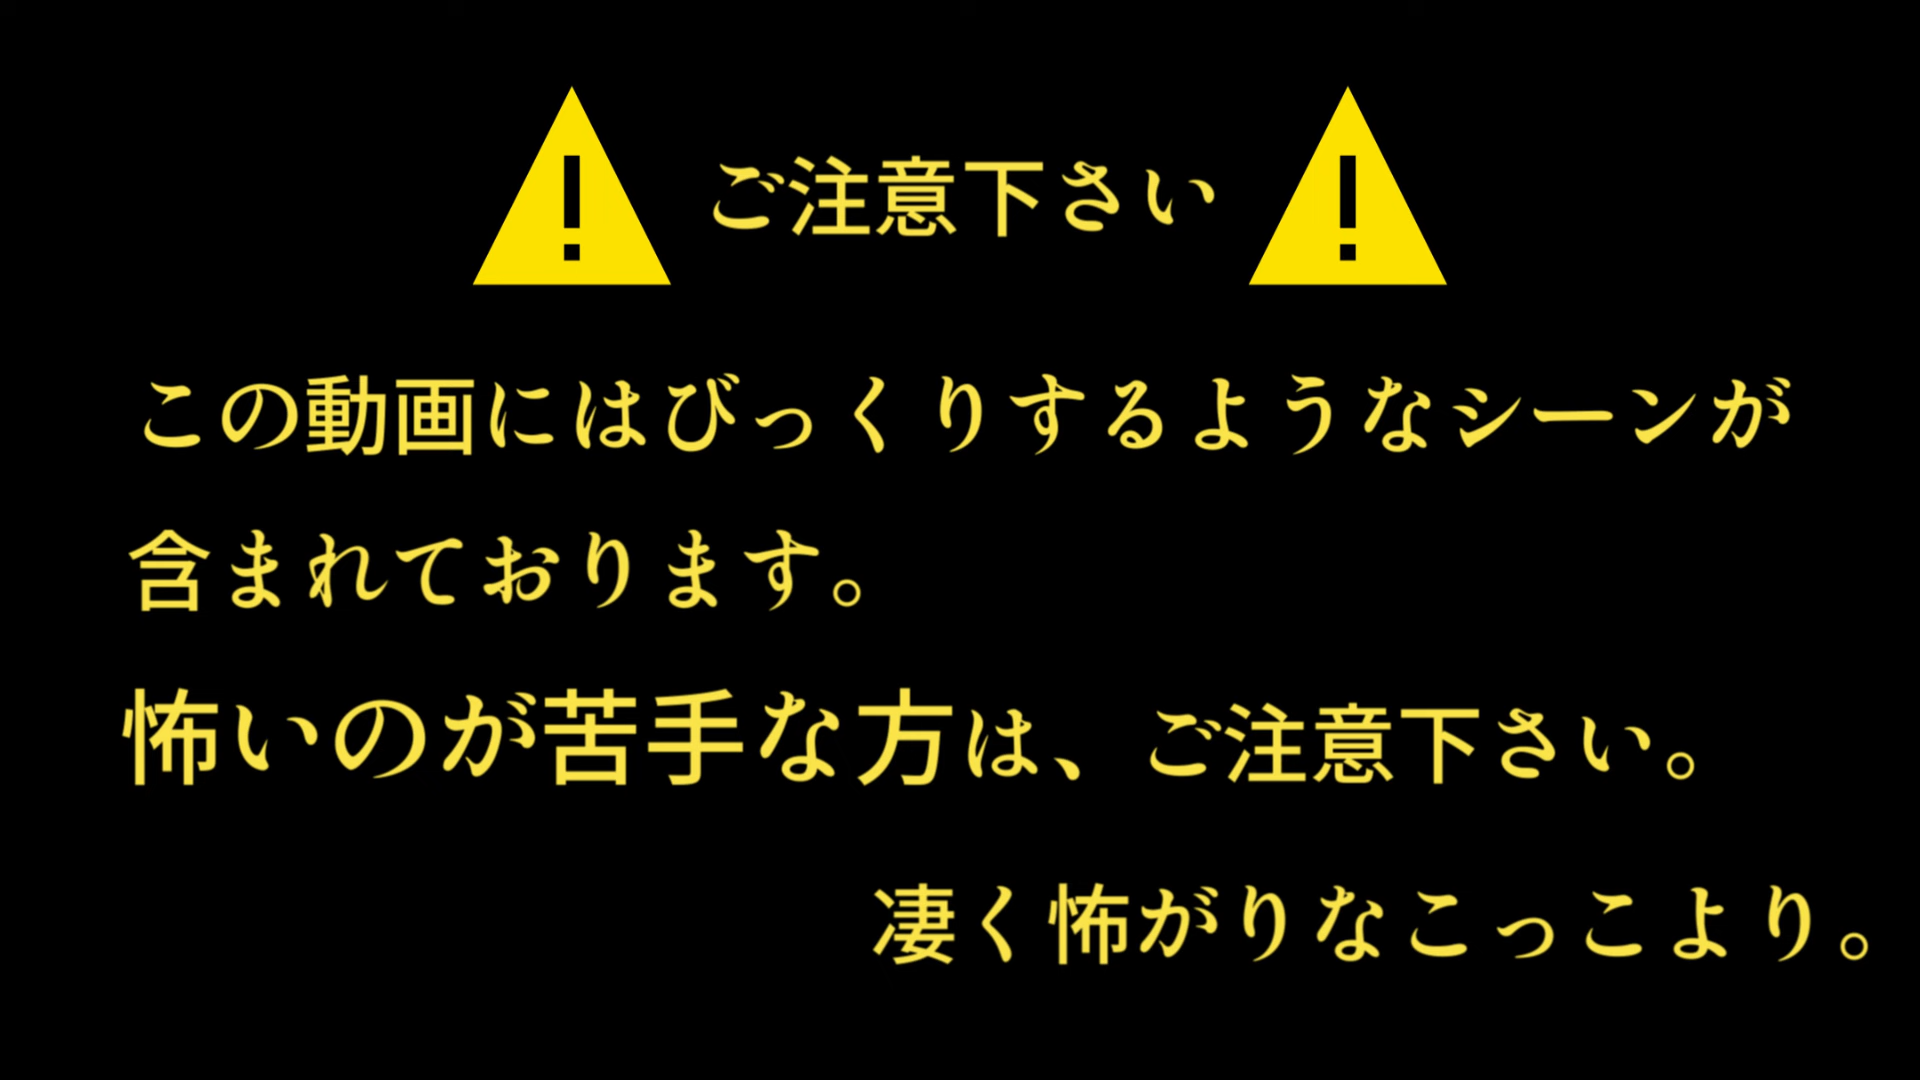 ご注意下さい
この動画にはびっくりするようなシーンが
含まれております。
怖いのが苦手な方は、ご注意下さい。
凄く怖がりなこっこより。